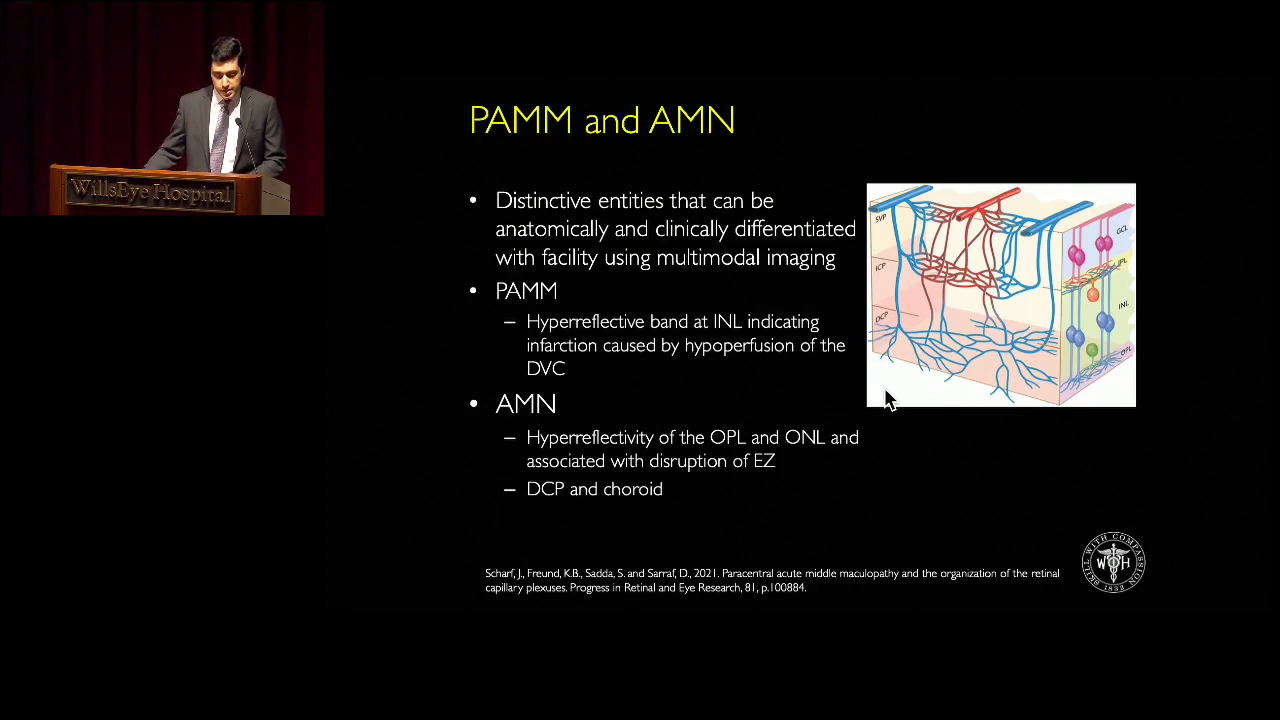 WillsEye Hospital
PAMM and AMN
• Distinctive entities that can be
anatomically and clinically differentiated
with facility using multimodal imaging
• PAMM
– Hyperreflective band at INL indicating
infarction caused by hypoperfusion of the
DVC
• AMN
– Hyperreflectivity of the OPL and ONL and
associated with disruption of EZ
– DCP and choroid
SVP
ICP
DCP
GCL
IPL
INL
OPL
Scharf, J., Freund, K.B., Sadda, S. and Sarraf, D., 2021. Paracentral acute middle maculopathy and the organization of the retinal
capillary plexuses. Progress in Retinal and Eye Research, 81, p.100884.
SKILL WITH COMPASSION
W H
1832